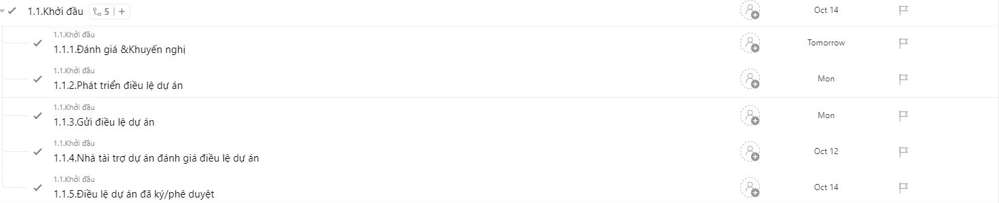 1.1.Khởi đầu 5 | + Oct 14
1.1.Khởi đầu
1.1.1.Đánh giá &Khuyến nghị Tomorrow
1.1.Khởi đầu
1.1.2.Phát triển điều lệ dự án Mon
1.1.Khởi đầu
1.1.3.Gửi điều lệ dự án Mon
1.1.Khởi đầu
1.1.4.Nhà tài trợ dự án đánh giá điều lệ dự án Oct 12
1.1.Khởi đầu
1.1.5.Điều lệ dự án đã ký/phê duyệt Oct 14